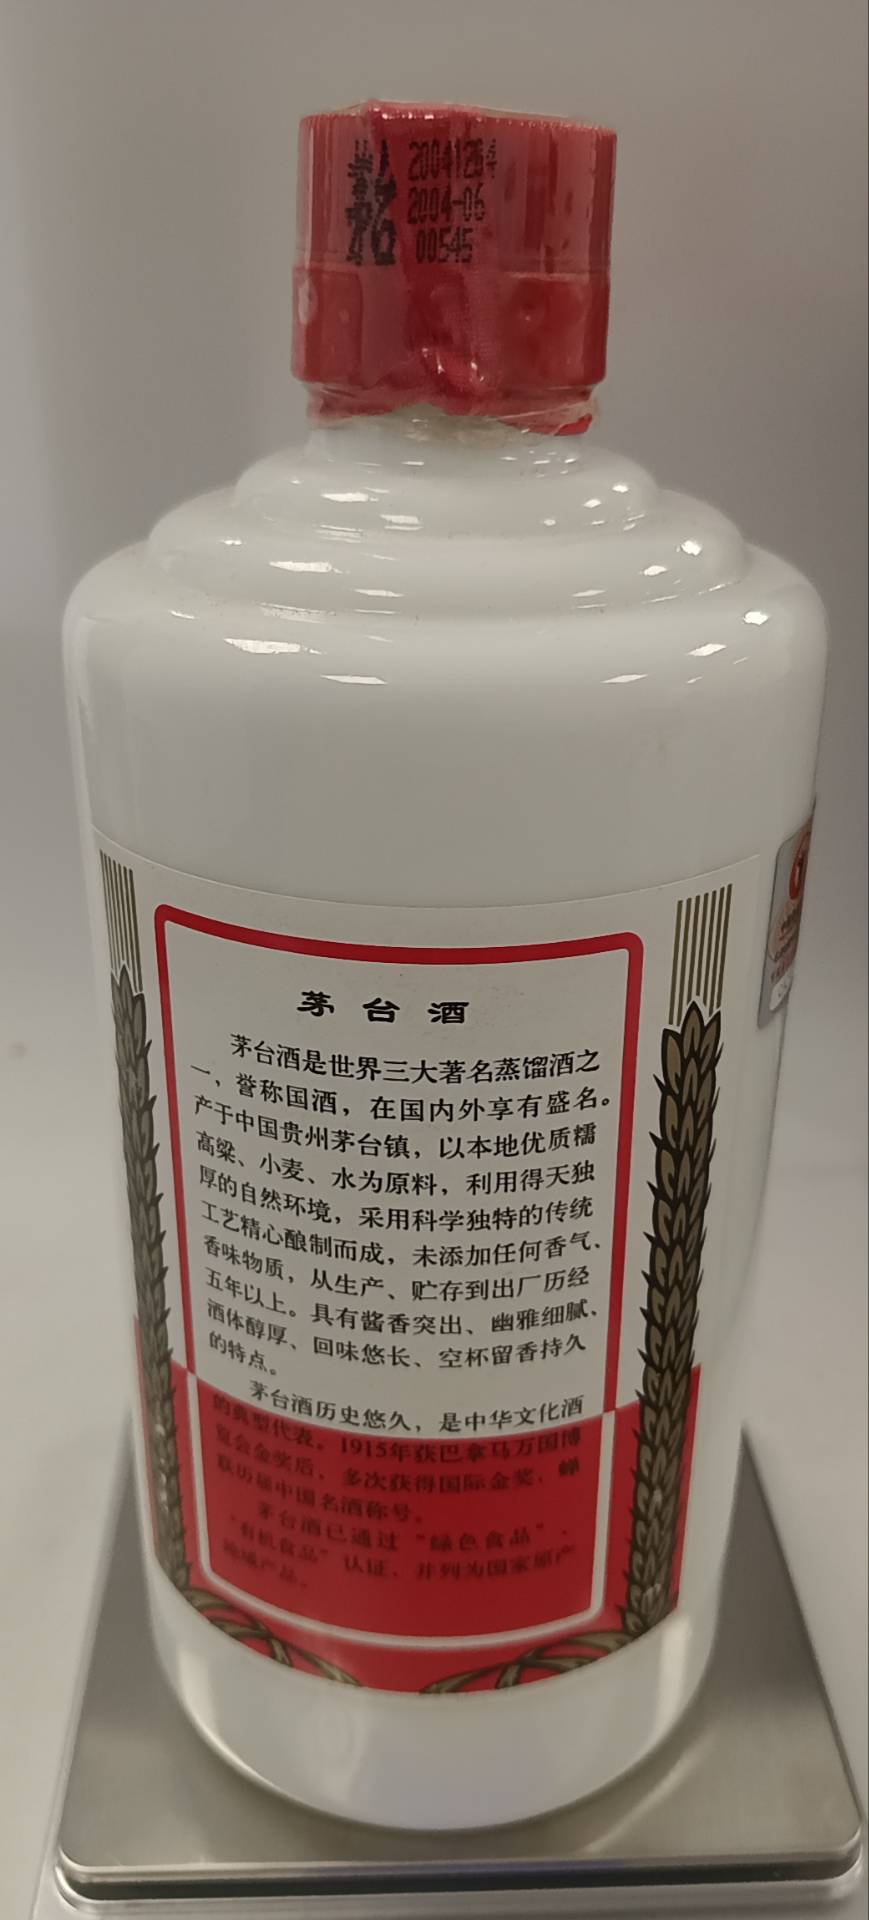 20041264
2004-06
00545
茅台酒
茅台酒是世界三大著名蒸馏酒之
一，誉称国酒，在国内外享有盛名。
产于中国贵州茅台镇，以本地优质糯
高粱、小麦、水为原料，利用得天独
厚的自然环境，采用科学独特的传统
工艺精心酿制而成，未添加任何香气、
香味物质，从生产、贮存到出厂历经
五年以上。具有酱香突出、幽雅细腻、
酒体醇厚、回味悠长、空杯留香持久
的特点。
茅台酒历史悠久，是中华文化酒
的典型代表。1915年获巴拿马万国博
览会金奖后，多次获得国际金奖，蝉
联历届中国名酒称号。
茅台酒已通过“绿色食品”、
“有机食品”认证，并列为国家原产
地域产品。